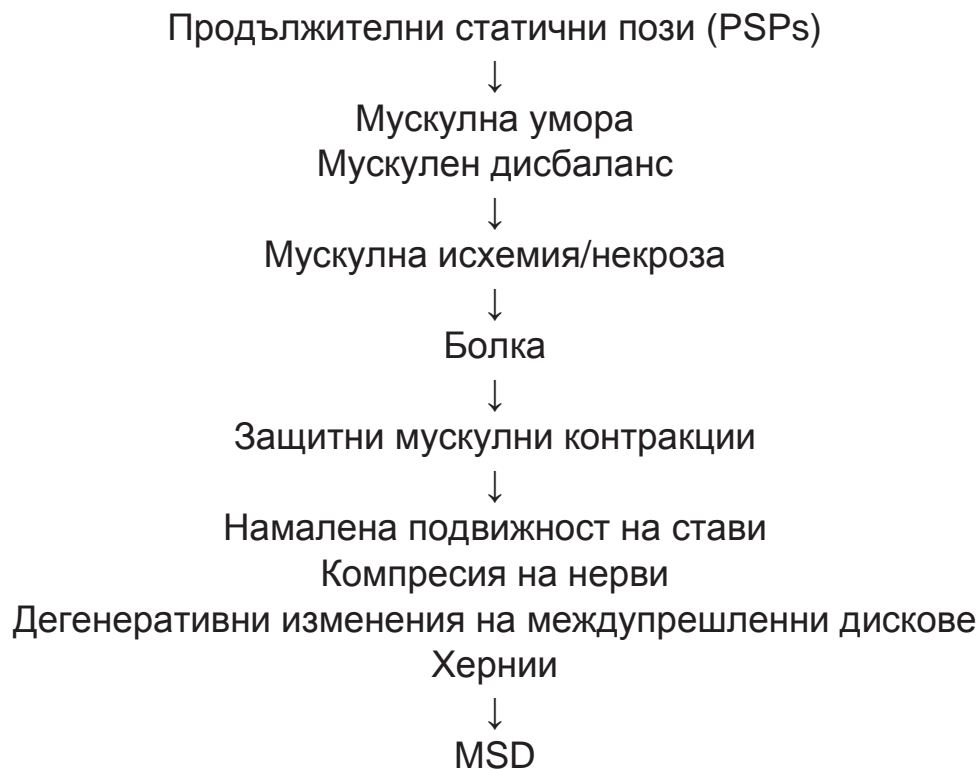 Продължителни статични пози (PSPs)
↓
Мускулна умора
Мускулен дисбаланс
↓
Мускулна исхемия/некроза
↓
Болка
↓
Защитни мускулни контракции
↓
Намалена подвижност на стави
Компресия на нерви
Дегенеративни изменения на междупрешленни дискове
Хернии
↓
MSD